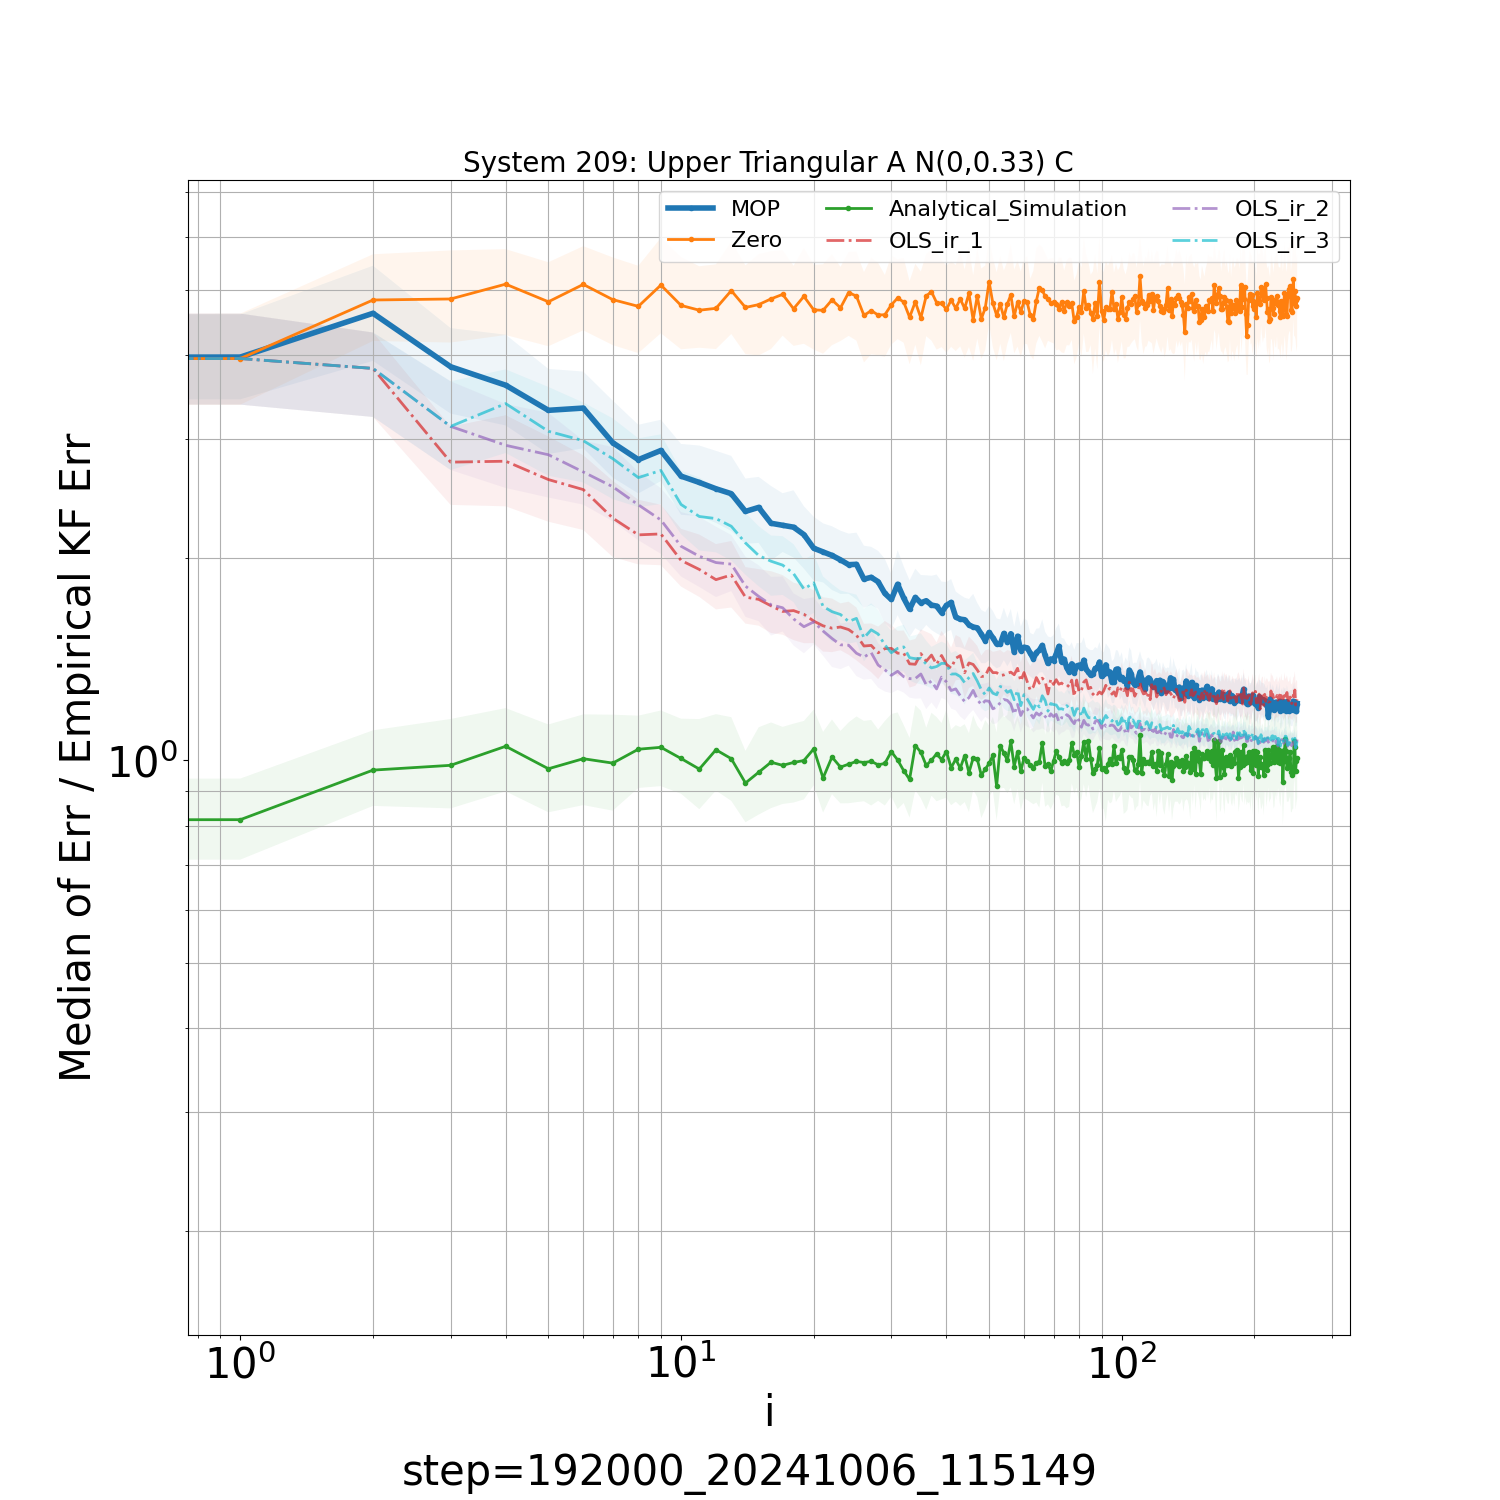 System 209: Upper Triangular A N(0,0.33) C
MOP
Zero
Analytical_Simulation
OLS_ir_1
OLS_ir_2
OLS_ir_3
Median of Err / Empirical KF Err
10⁰
10⁰ 10¹ 10²
i
step=192000_20241006_115149